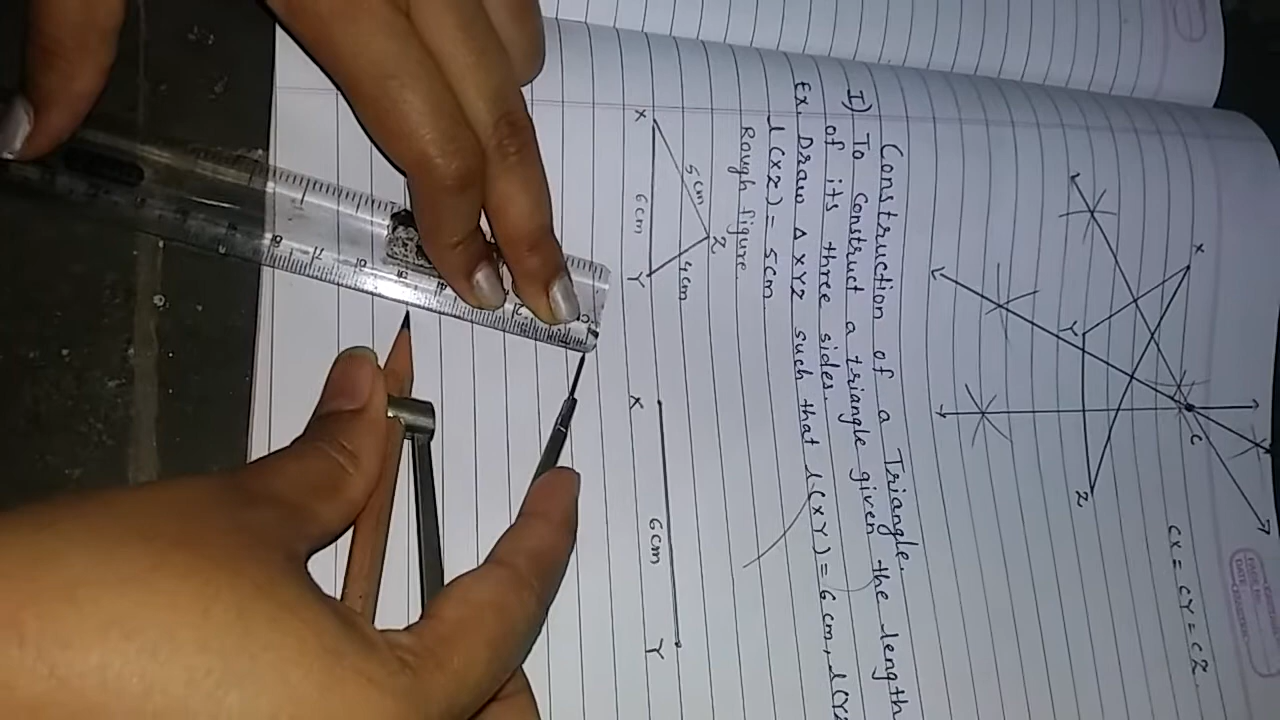 X
Y
Z
C
CX = CY = CZ.
Construction of a Triangle.
I) To construct a triangle given the length
of its three sides.
Ex. Draw △ XYZ such that l(XY) = 6 cm, l(YZ
l(XZ) = 5cm
Rough figure
Z
5cm
4cm
X
6cm
Y
X
6cm
Y